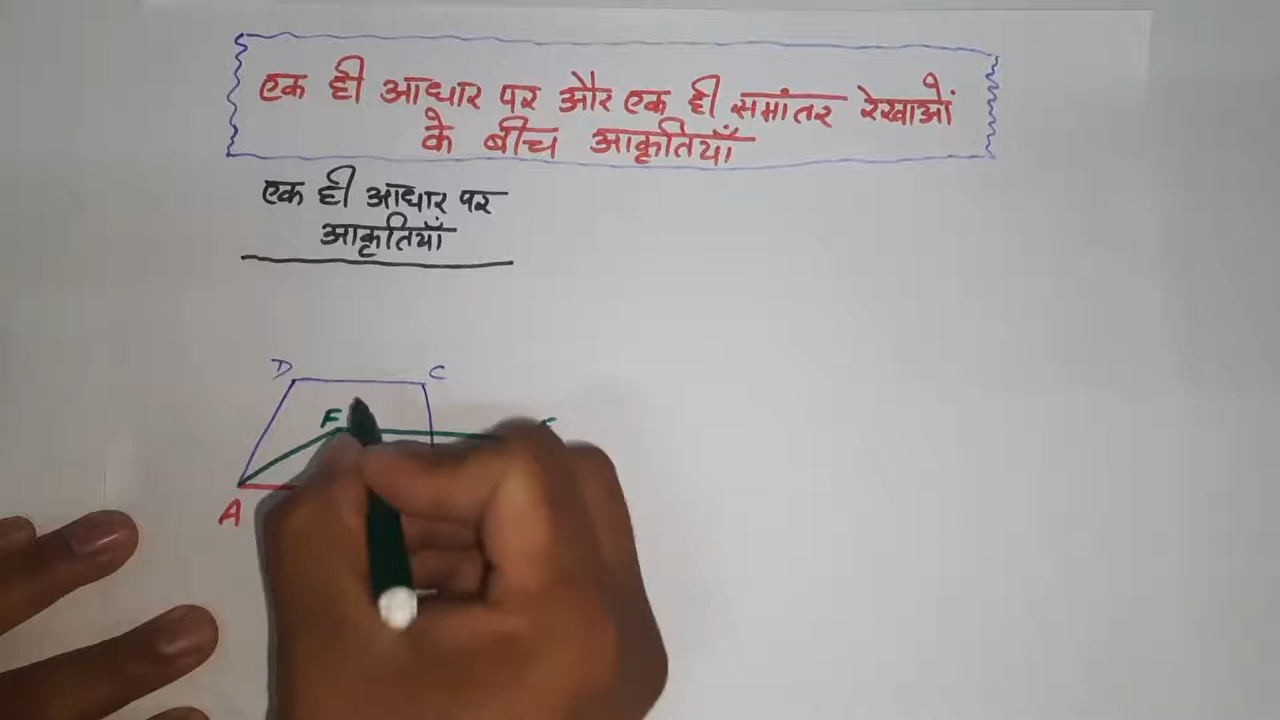 एक ही आधार पर और एक ही समांतर रेखाओं
के बीच आकृतियाँ
एक ही आधार पर
आकृतियाँ
D C
F
A